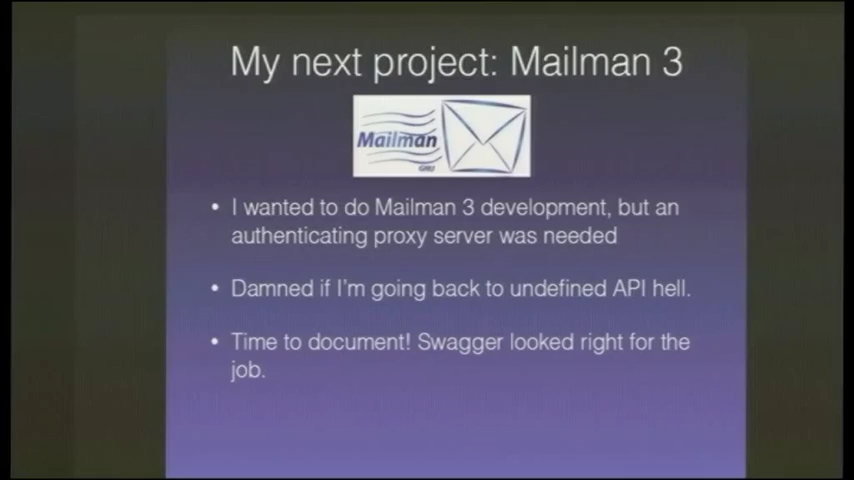 My next project: Mailman 3
Mailman
GNU
• I wanted to do Mailman 3 development, but an
authenticating proxy server was needed
• Damned if I'm going back to undefined API hell.
• Time to document! Swagger looked right for the
job.